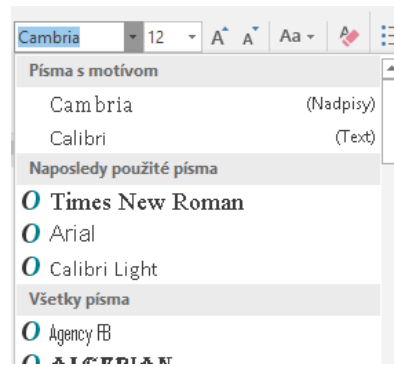 Cambria 12 A A Aa
Písma s motívom
Cambria (Nadpisy)
Calibri (Text)
Naposledy použité písma
O Times New Roman
O Arial
O Calibri Light
Všetky písma
O Agency FB
O ALGERIAN